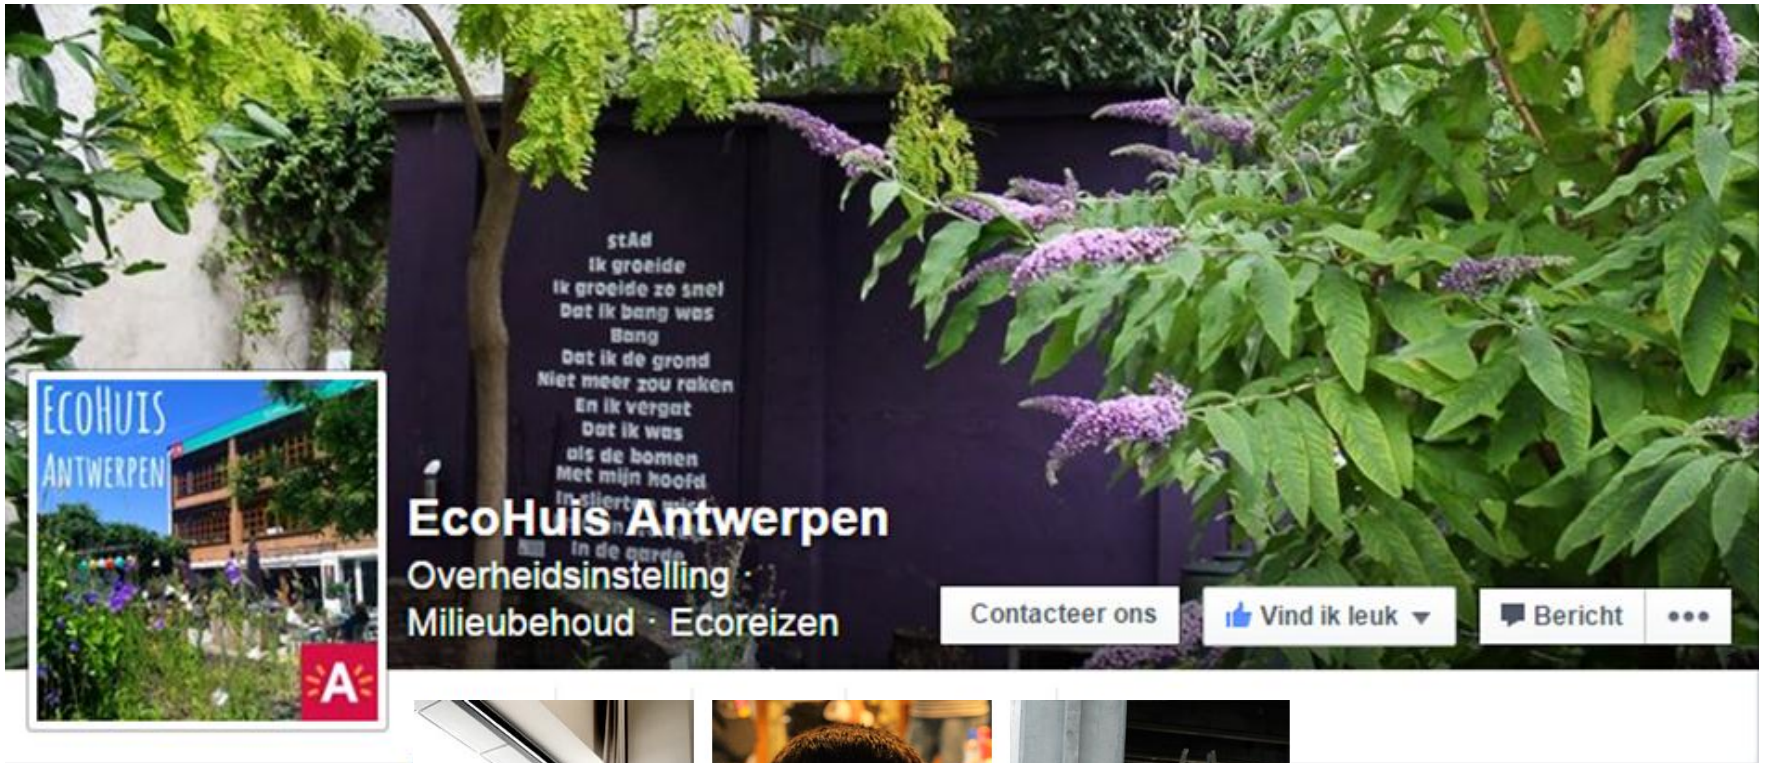 stAd
Ik groeide
Ik groeide zo snel
Dat ik bang was
Bang
Dat ik de grond
Niet meer zou raken
En ik vergat
Dat ik was
als de bomen
Met mijn hoofd
In
In de
ECOHUIS
ANTWERPEN
EcoHuis Antwerpen
Overheidsinstelling ·
Milieubehoud · Ecoreizen
Contacteer ons
Vind ik leuk
Bericht
A